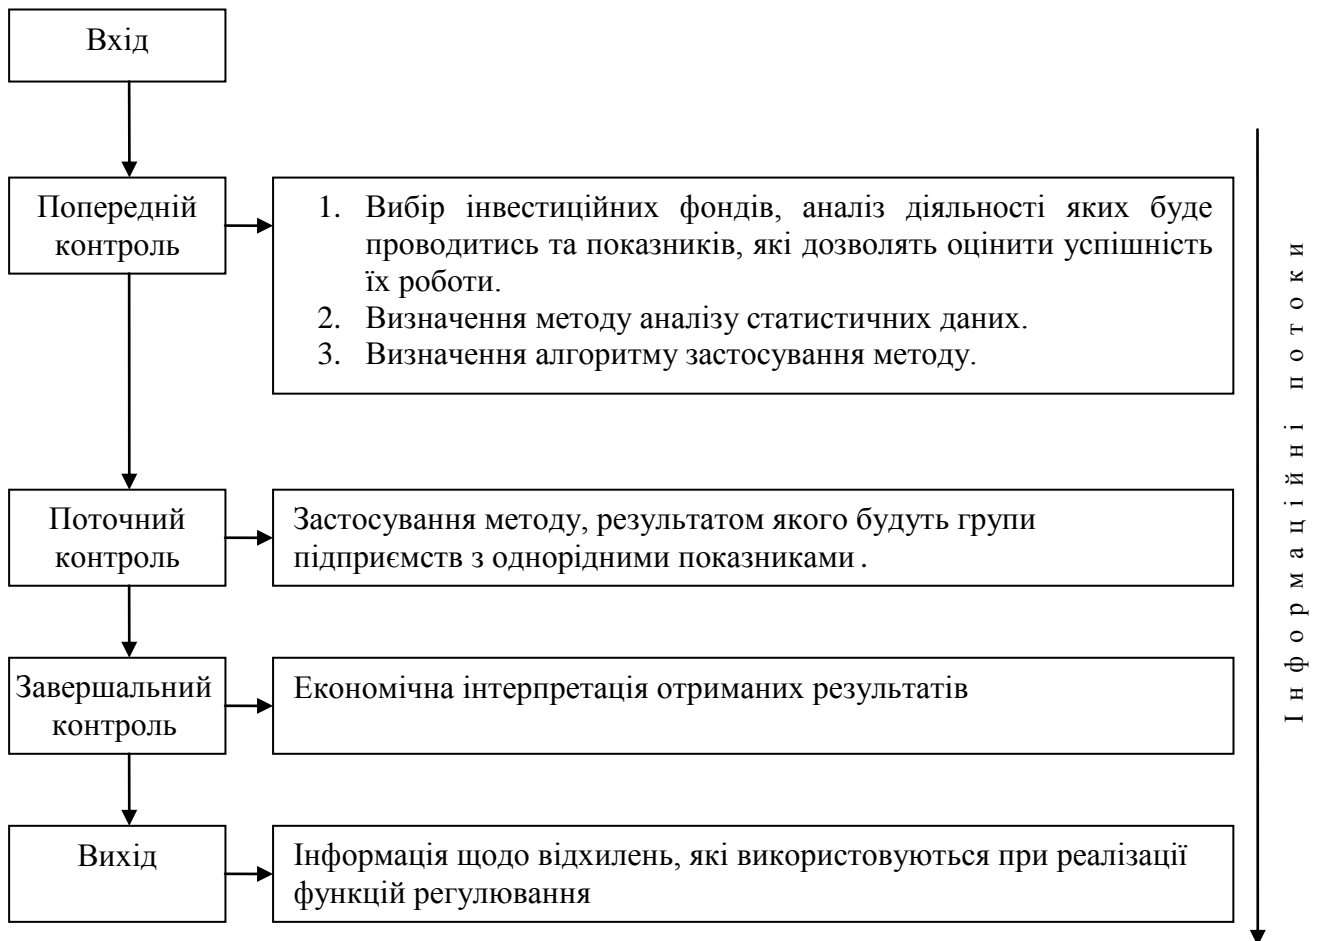 Вхід
Попередній
контроль
1. Вибір інвестиційних фондів, аналіз діяльності яких буде
проводитись та показників, які дозволять оцінити успішність
їх роботи.
2. Визначення методу аналізу статистичних даних.
3. Визначення алгоритму застосування методу.
Поточний
контроль
Застосування методу, результатом якого будуть групи
підприємств з однорідними показниками .
Завершальний
контроль
Економічна інтерпретація отриманих результатів
Вихід
Інформація щодо відхилень, які використовуються при реалізації
функцій регулювання
Інформаційні потоки